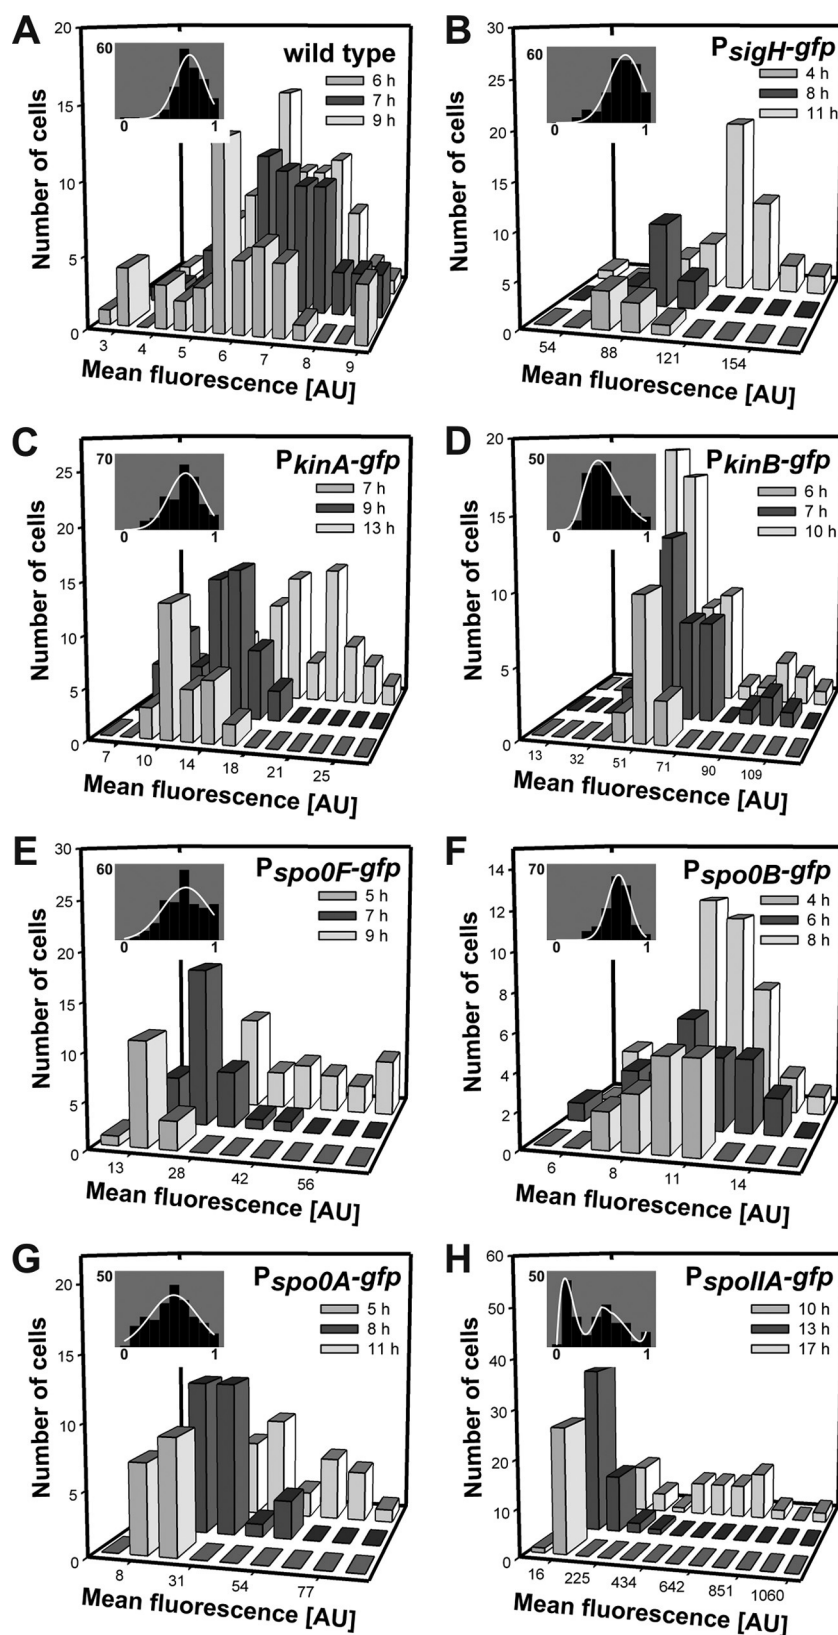 A
wild type
20
15
10
5
0
Number of cells
60
0 1
6 h
7 h
9 h
3 4 5 6 7 8 9
Mean fluorescence [AU]
B
PsigH-gfp
30
30
20
15
10
5
0
Number of cells
60
0 1
4 h
8 h
11 h
54 88 121 154
Mean fluorescence [AU]
C
PkinA-gfp
25
20
15
10
5
0
Number of cells
70
0 1
7 h
9 h
13 h
7 10 14 18 21 25
Mean fluorescence [AU]
D
PkinB-gfp
20
15
10
5
0
Number of cells
50
0 1
6 h
7 h
10 h
13 32 51 71 90 109
Mean fluorescence [AU]
E
Pspo0F-gfp
30
25
20
15
10
5
0
Number of cells
60
0 1
5 h
7 h
9 h
13 28 42 56
Mean fluorescence [AU]
F
Pspo0B-gfp
14
12
10
8
6
4
2
0
Number of cells
70
0 1
4 h
6 h
8 h
6 8 11 14
Mean fluorescence [AU]
G
Pspo0A-gfp
20
15
10
5
0
Number of cells
50
0 1
5 h
8 h
11 h
8 31 54 77
Mean fluorescence [AU]
H
PspoIIA-gfp
60
50
40
30
20
10
0
Number of cells
50
0 1
10 h
13 h
17 h
16 225 434 642 851 1060
Mean fluorescence [AU]